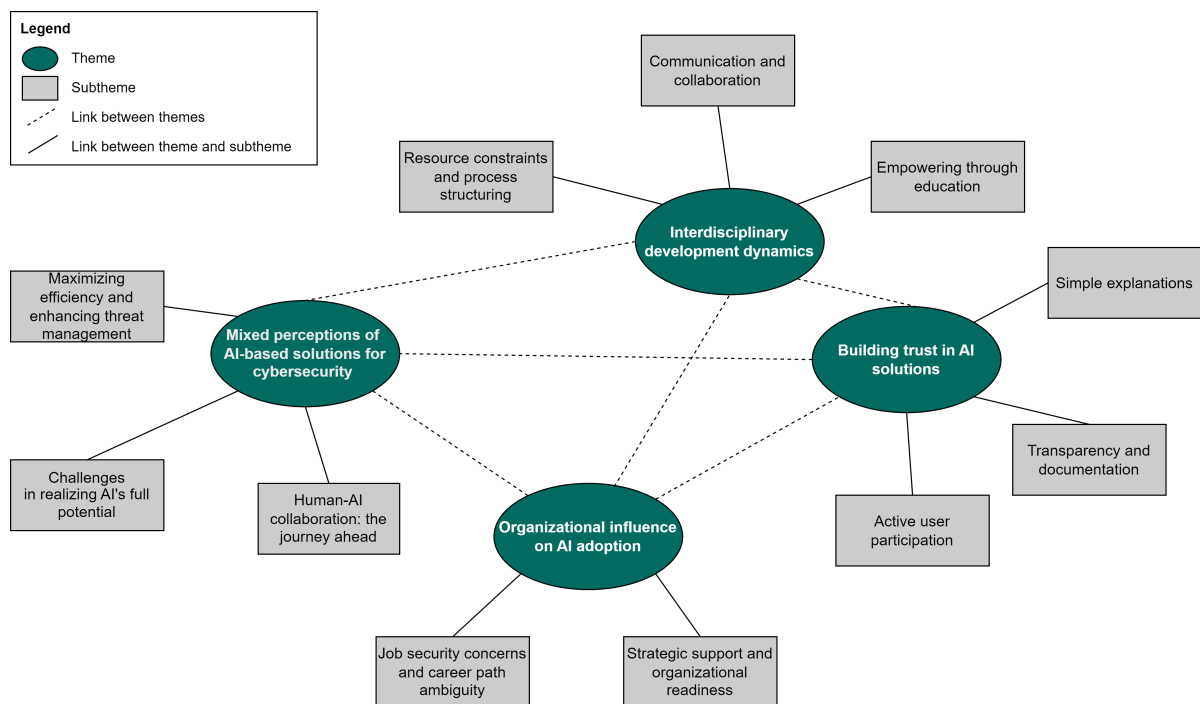 Legend
Theme
Subtheme
Link between themes
Link between theme and subtheme
Communication and
collaboration
Resource constraints
and process
structuring
Empowering through
education
Interdisciplinary
development dynamics
Maximizing
efficiency and
enhancing threat
management
Simple explanations
Mixed perceptions of
AI-based solutions for
cybersecurity
Building trust in AI
solutions
Challenges
in realizing AI's full
potential
Human-AI
collaboration: the
journey ahead
Transparency and
documentation
Active user
participation
Organizational influence
on AI adoption
Job security concerns
and career path
ambiguity
Strategic support and
organizational
readiness